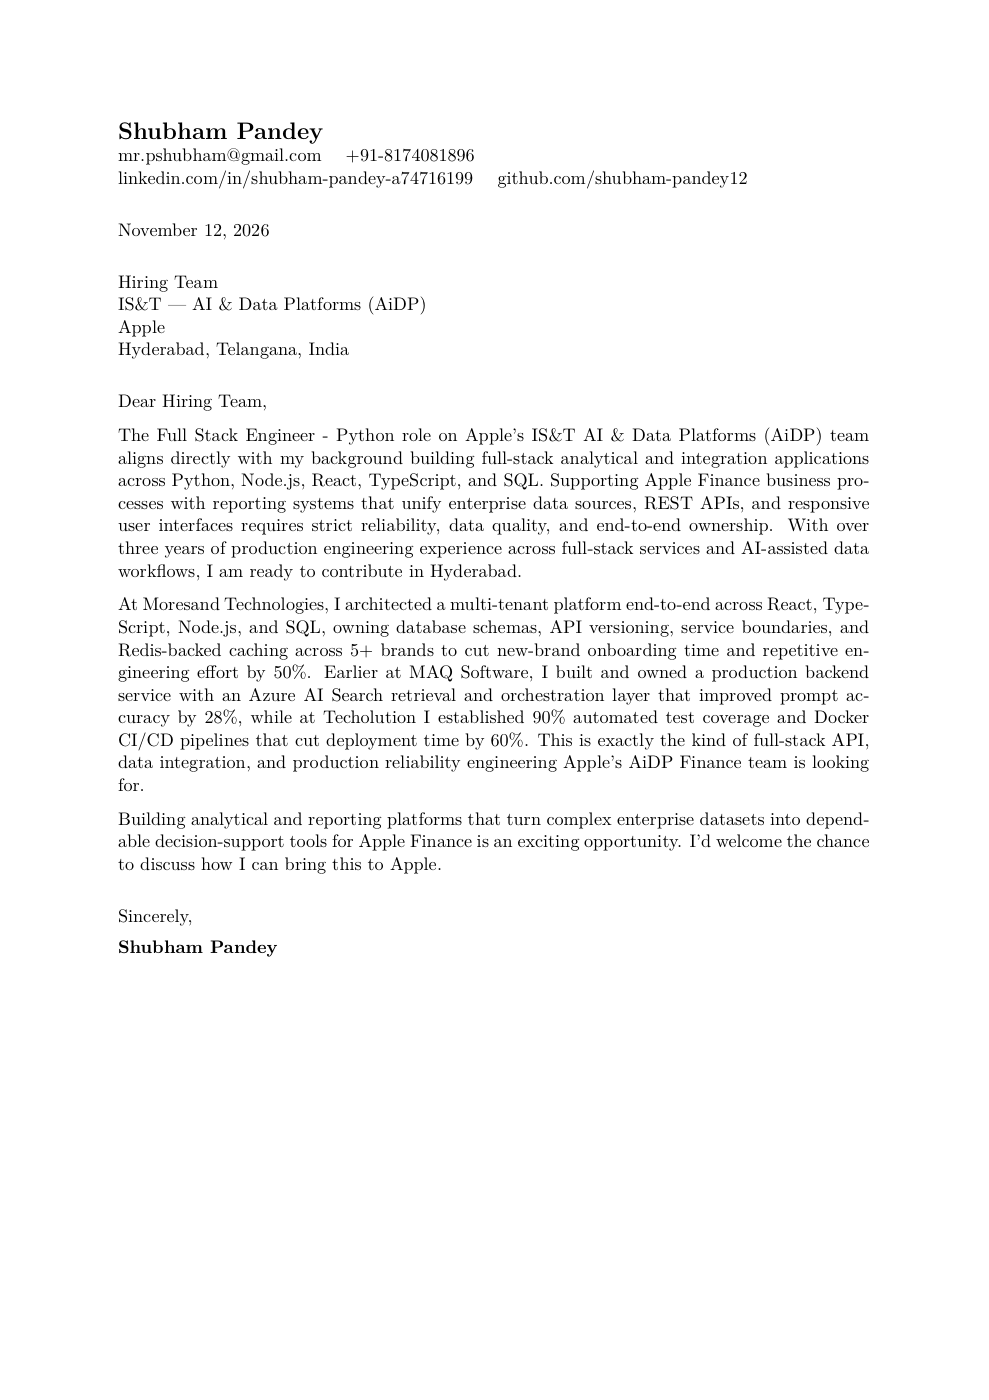 Shubham Pandey
mr.pshubham@gmail.com +91-8174081896
linkedin.com/in/shubham-pandey-a74716199 github.com/shubham-pandey12
November 12, 2026
Hiring Team
IS&T — AI & Data Platforms (AiDP)
Apple
Hyderabad, Telangana, India
Dear Hiring Team,
The Full Stack Engineer - Python role on Apple's IS&T AI & Data Platforms (AiDP) team
aligns directly with my background building full-stack analytical and integration applications
across Python, Node.js, React, TypeScript, and SQL. Supporting Apple Finance business pro-
cesses with reporting systems that unify enterprise data sources, REST APIs, and responsive
user interfaces requires strict reliability, data quality, and end-to-end ownership. With over
three years of production engineering experience across full-stack services and AI-assisted data
workflows, I am ready to contribute in Hyderabad.
At Moresand Technologies, I architected a multi-tenant platform end-to-end across React, Type-
Script, Node.js, and SQL, owning database schemas, API versioning, service boundaries, and
Redis-backed caching across 5+ brands to cut new-brand onboarding time and repetitive en-
gineering effort by 50%. Earlier at MAQ Software, I built and owned a production backend
service with an Azure AI Search retrieval and orchestration layer that improved prompt ac-
curacy by 28%, while at Techolution I established 90% automated test coverage and Docker
CI/CD pipelines that cut deployment time by 60%. This is exactly the kind of full-stack API,
data integration, and production reliability engineering Apple's AiDP Finance team is looking
for.
Building analytical and reporting platforms that turn complex enterprise datasets into depend-
able decision-support tools for Apple Finance is an exciting opportunity. I'd welcome the chance
to discuss how I can bring this to Apple.
Sincerely,
Shubham Pandey